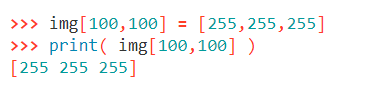 >>> img[100,100] = [255,255,255]
>>> print( img[100,100] )
[255 255 255]